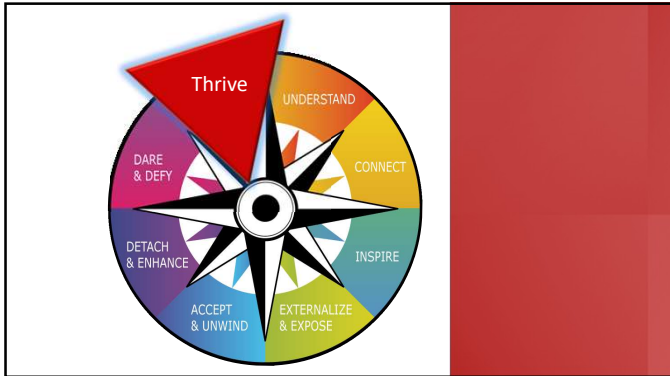 Thrive
UNDERSTAND
CONNECT
INSPIRE
EXTERNALIZE
& EXPOSE
ACCEPT
& UNWIND
DETACH
& ENHANCE
DARE
& DEFY